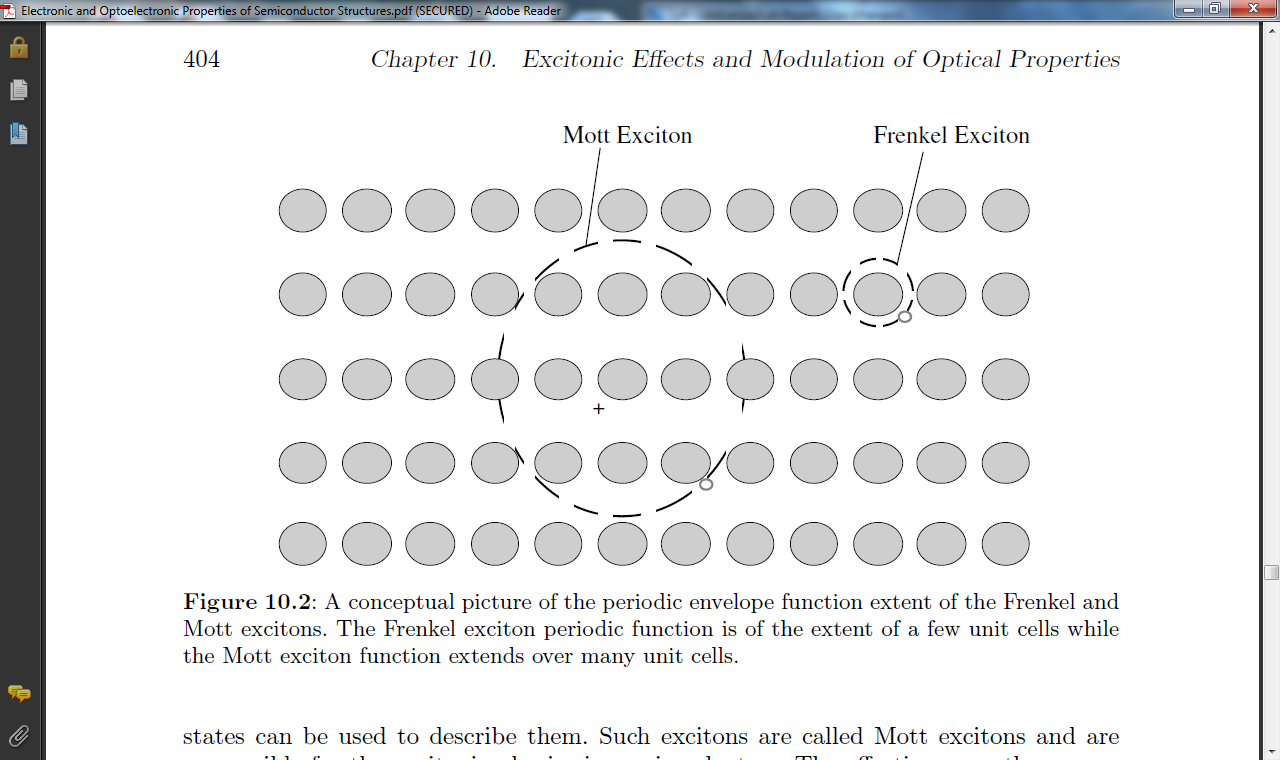 Electronic and Optoelectronic Properties of Semiconductor Structures.pdf (SECURED) - Adobe Reader
404 Chapter 10. Excitonic Effects and Modulation of Optical Properties
Mott Exciton Frenkel Exciton
+
Figure 10.2: A conceptual picture of the periodic envelope function extent of the Frenkel and
Mott excitons. The Frenkel exciton periodic function is of the extent of a few unit cells while
the Mott exciton function extends over many unit cells.
states can be used to describe them. Such excitons are called Mott excitons and are